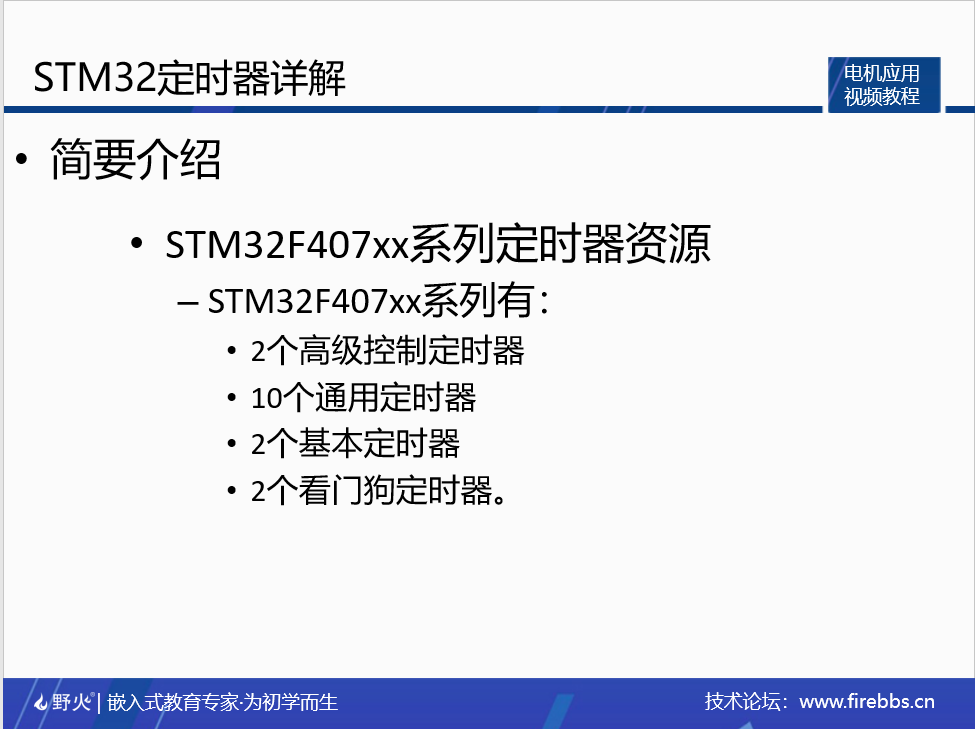 STM32定时器详解
电机应用
视频教程
• 简要介绍
• STM32F407xx系列定时器资源
– STM32F407xx系列有：
• 2个高级控制定时器
• 10个通用定时器
• 2个基本定时器
• 2个看门狗定时器。
野火® | 嵌入式教育专家·为初学而生
技术论坛：www.firebbs.cn